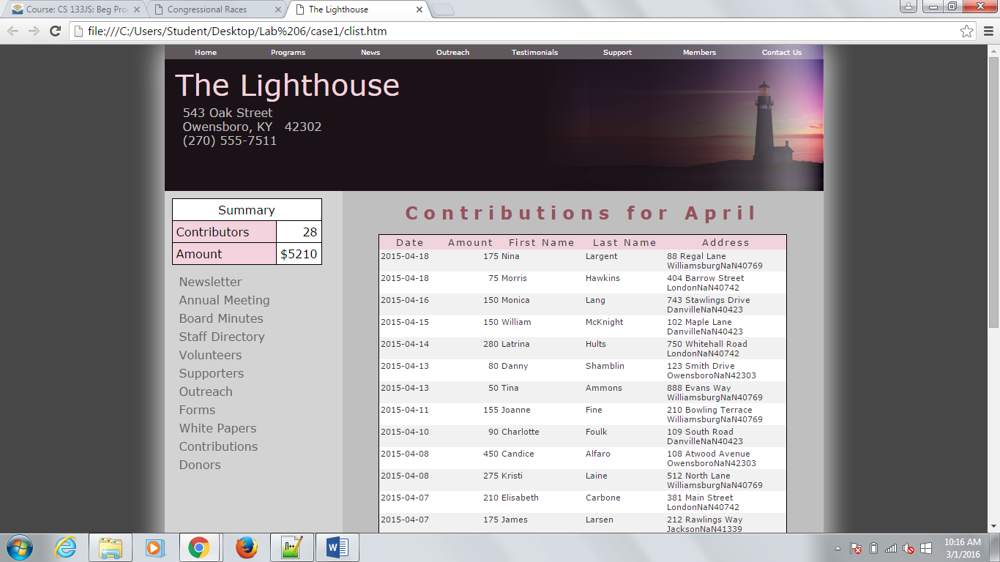 Course: CS 133JS: Beg Pro
Congressional Races
The Lighthouse
file:///C:/Users/Student/Desktop/Lab%206/case1/clist.htm
Home Programs News Outreach Testimonials Support Members Contact Us
The Lighthouse
543 Oak Street
Owensboro, KY 42302
(270) 555-7511
Summary
Contributors 28
Amount $5210
Newsletter
Annual Meeting
Board Minutes
Staff Directory
Volunteers
Supporters
Outreach
Forms
White Papers
Contributions
Donors
Contributions for April
Date Amount First Name Last Name Address
2015-04-18 175 Nina Largent 88 Regal Lane
WilliamsburgNaN40769
2015-04-18 75 Morris Hawkins 404 Barrow Street
LondonNaN40742
2015-04-16 150 Monica Lang 743 Stawlings Drive
DanvilleNaN40423
2015-04-15 150 William McKnight 102 Maple Lane
DanvilleNaN40423
2015-04-14 280 Latrina Hults 750 Whitehall Road
LondonNaN40742
2015-04-13 80 Danny Shamblin 123 Smith Drive
OwensboroNaN42303
2015-04-13 50 Tina Ammons 888 Evans Way
WilliamsburgNaN40769
2015-04-11 155 Joanne Fine 210 Bowling Terrace
WilliamsburgNaN40769
2015-04-10 90 Charlotte Foulk 109 South Road
DanvilleNaN40423
2015-04-08 450 Candice Alfaro 108 Atwood Avenue
OwensboroNaN42303
2015-04-08 275 Kristi Laine 512 North Lane
WilliamsburgNaN40769
2015-04-07 210 Elisabeth Carbone 381 Main Street
LondonNaN40742
2015-04-07 175 James Larsen 212 Rawlings Way
JacksonNaN41339
10:16 AM
3/1/2016